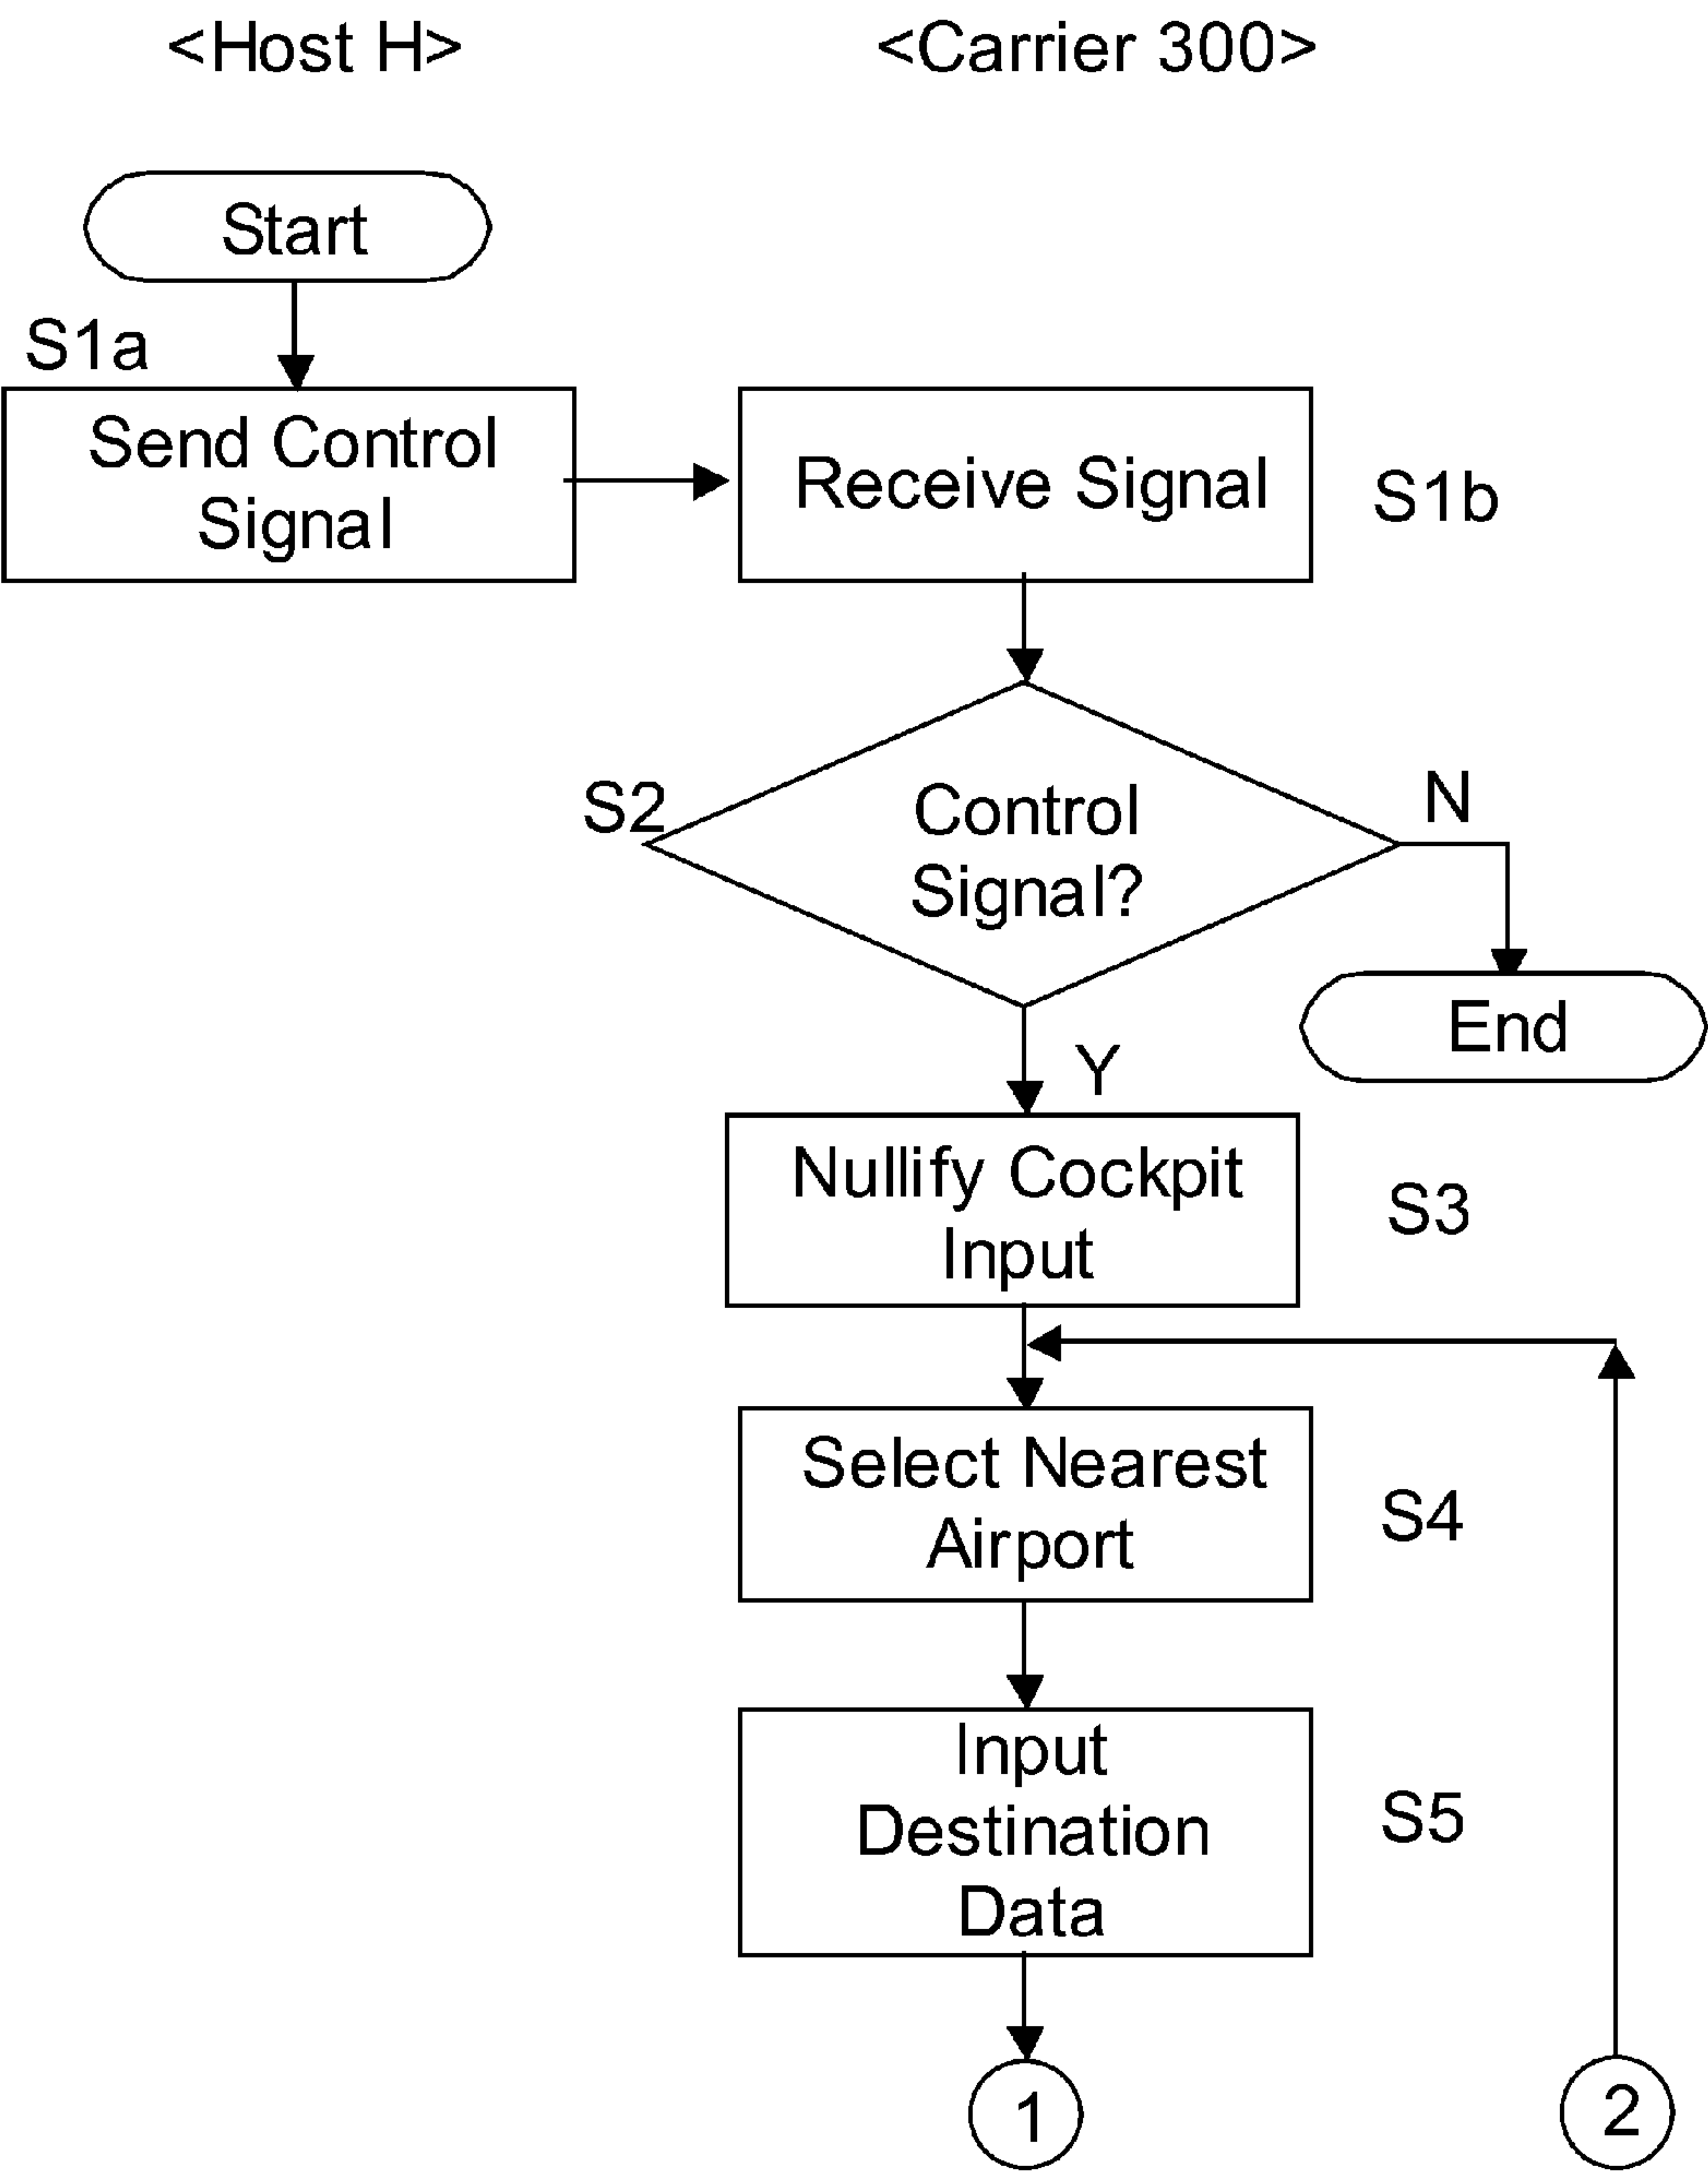 <Host H>
<Carrier 300>
Start
S1a
Send Control
Signal
Receive Signal
S1b
S2
Control
Signal?
N
End
Y
Nullify Cockpit
Input
S3
Select Nearest
Airport
S4
Input
Destination
Data
S5
1
2